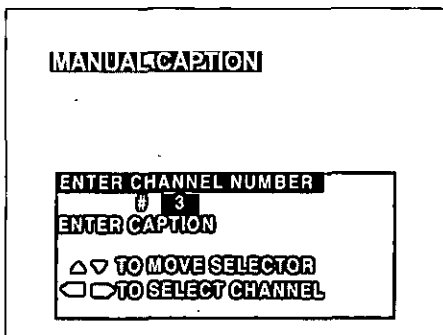 MANUAL CAPTION
ENTER CHANNEL NUMBER
# 3
ENTER CAPTION
△ ▽ TO MOVE SELECTOR
◁ ▷ TO SELECT CHANNEL